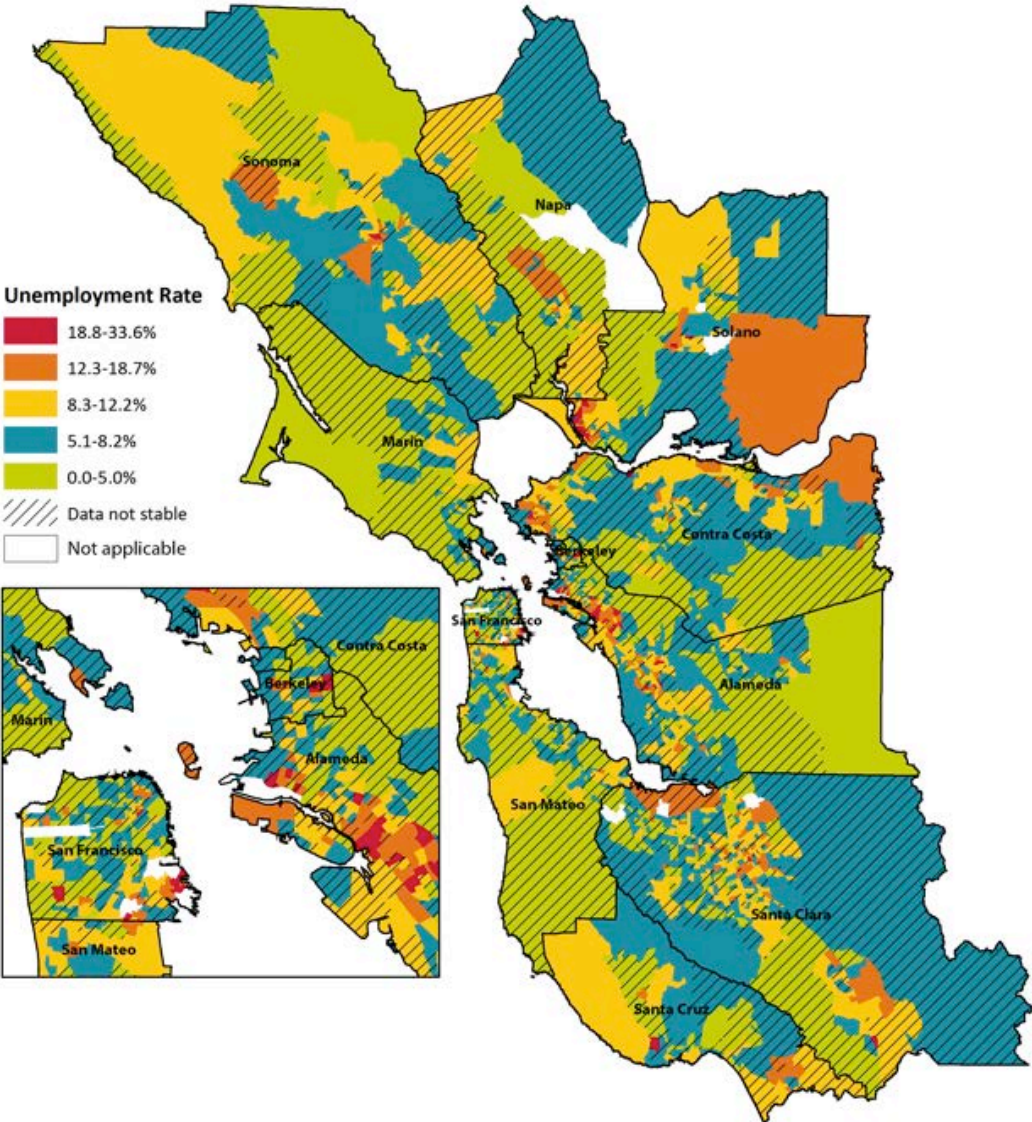 Sonoma
Napa
Unemployment Rate
18.8-33.6%
12.3-18.7%
8.3-12.2%
5.1-8.2%
0.0-5.0%
Data not stable
Not applicable
Solano
Marin
Contra Costa
Berkeley
San Francisco
Alameda
San Mateo
Santa Clara
Santa Cruz
Contra Costa
Berkeley
Marin
Alameda
San Francisco
San Mateo